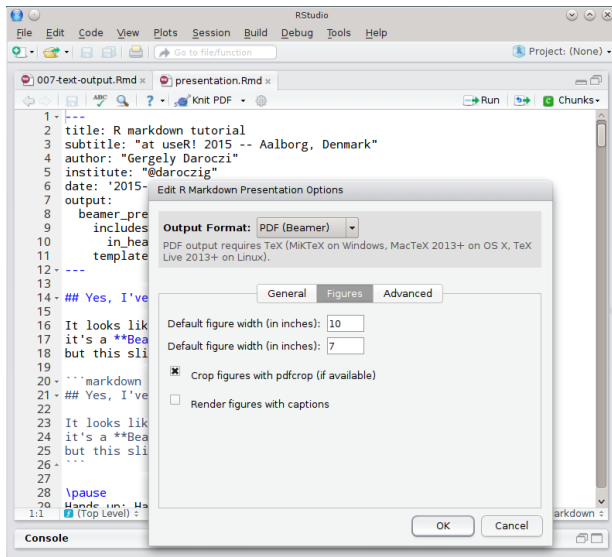 RStudio
File Edit Code View Plots Session Build Debug Tools Help
Go to file/function Project: (None)
007-text-output.Rmd × presentation.Rmd ×
ABC ? Knit PDF Run Chunks
1 ---
2 title: R markdown tutorial
3 subtitle: "at useR! 2015 -- Aalborg, Denmark"
4 author: "Gergely Daroczi"
5 institute: "@daroczig"
6 date: '2015-
7 output:
8 beamer_pre
9 includes
10 in_hea
11 template
12 ---
13
14 ## Yes, I've
15
16 It looks lik
17 it's a **Bea
18 but this sli
19
20 ```markdown
21 ## Yes, I've
22
23 It looks lik
24 it's a **Bea
25 but this sli
26 ```
27
28 \pause
29 Hands up: Ha
1:1 (Top Level) arkdown
Console
Edit R Markdown Presentation Options
Output Format: PDF (Beamer)
PDF output requires TeX (MiKTeX on Windows, MacTeX 2013+ on OS X, TeX
Live 2013+ on Linux).
General Figures Advanced
Default figure width (in inches): 10
Default figure width (in inches): 7
Crop figures with pdfcrop (if available)
Render figures with captions
OK Cancel